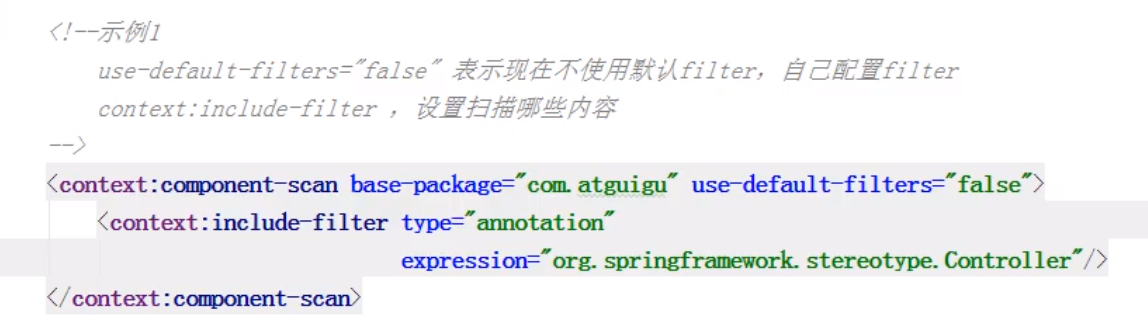 <!--示例1
use-default-filters="false" 表示现在不使用默认filter，自己配置filter
context:include-filter ，设置扫描哪些内容
-->
<context:component-scan base-package="com.atguigu" use-default-filters="false">
<context:include-filter type="annotation"
expression="org.springframework.stereotype.Controller"/>
</context:component-scan>